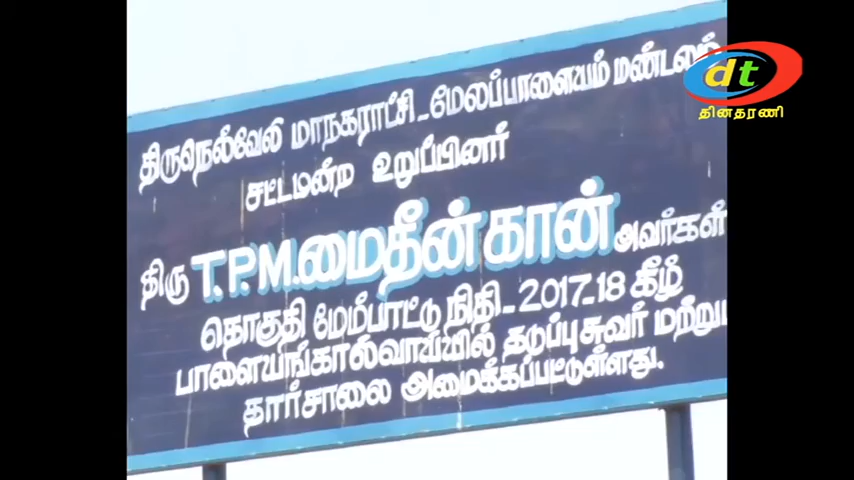 திருநெல்வேலி மாநகராட்சி-மேலப்பாளையம் மண்டலம்
சட்டமன்ற உறுப்பினர்
திரு T.P.M.மைதீன்கான் அவர்கள்
தொகுதி மேம்பாட்டு நிதி-2017-18 கீழ்
பாளையங்கால்வாய்யில் தடுப்பு சுவர் மற்றும்
தார்சாலை அமைக்கப்பட்டுள்ளது.
dt
தினதரணி